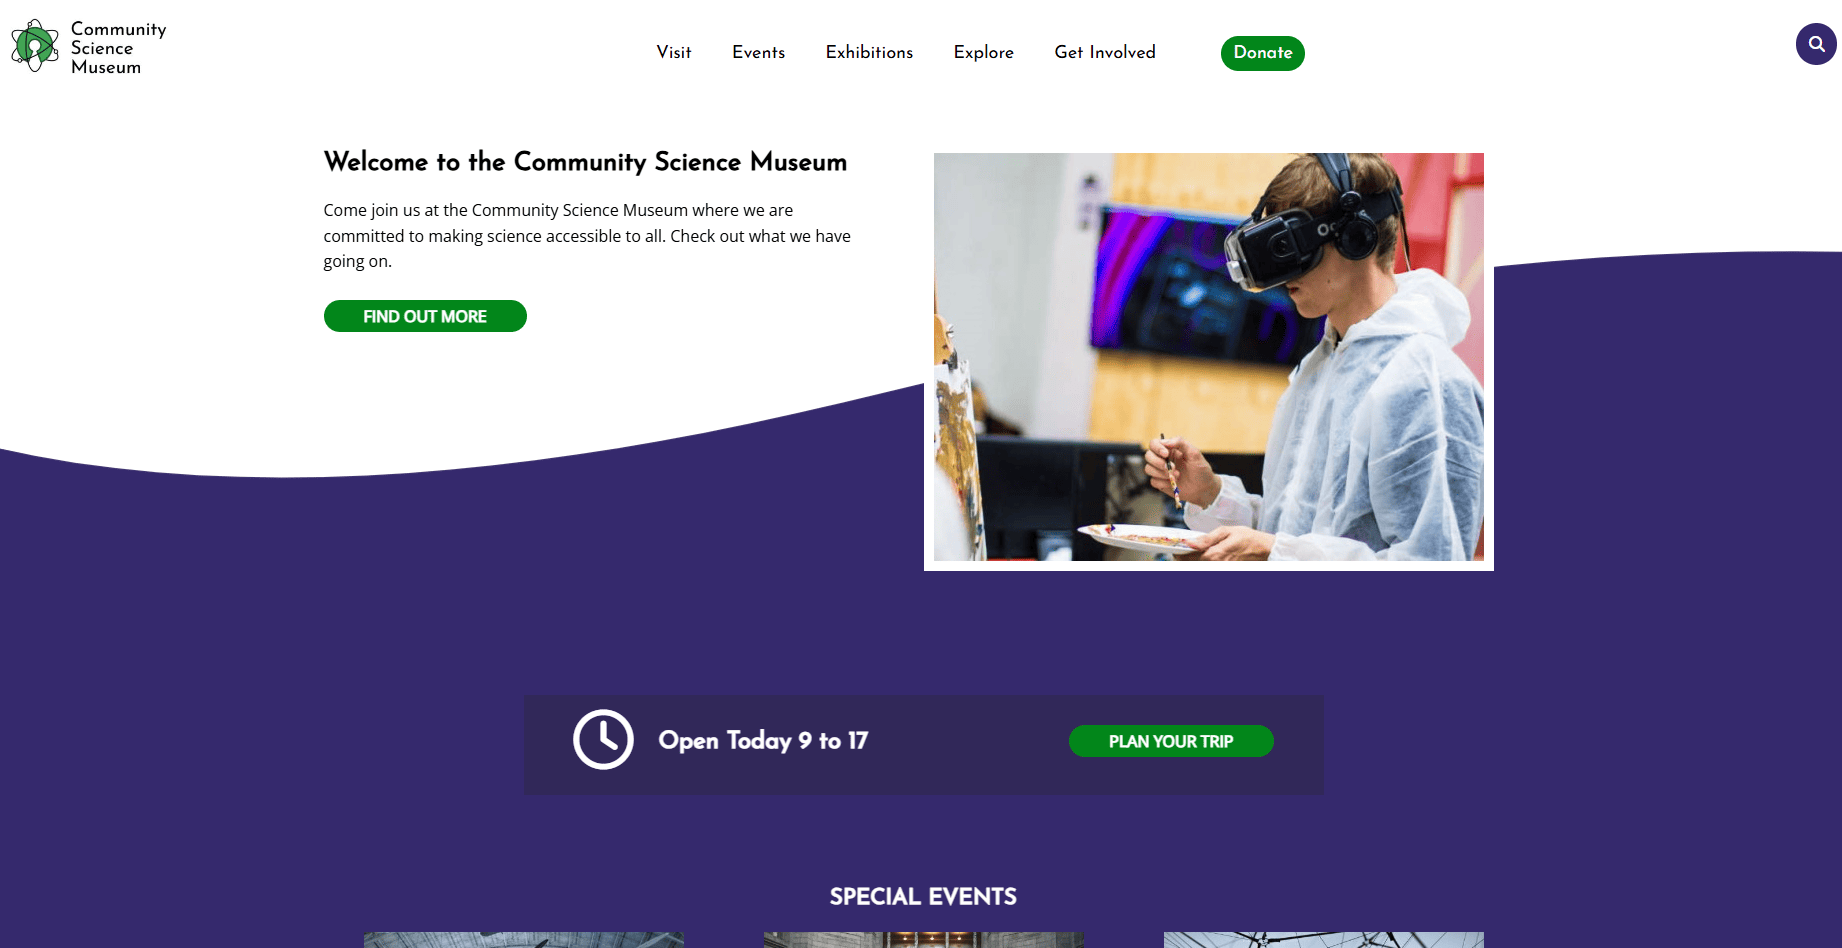 Community
Science
Museum
Visit
Events
Exhibitions
Explore
Get Involved
Donate
Welcome to the Community Science Museum
Come join us at the Community Science Museum where we are
committed to making science accessible to all. Check out what we have
going on.
FIND OUT MORE
Open Today 9 to 17
PLAN YOUR TRIP
SPECIAL EVENTS